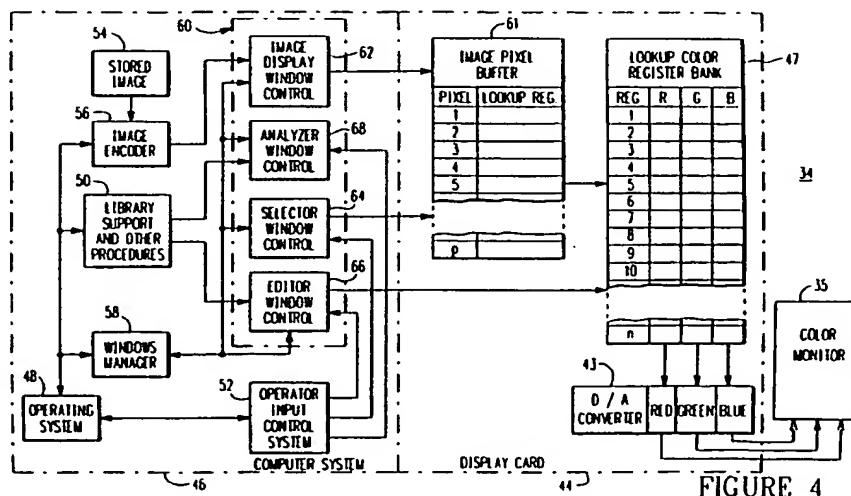 54
STORED
IMAGE
56
IMAGE
ENCODER
50
LIBRARY
SUPPORT
AND OTHER
PROCEDURES
58
WINDOWS
MANAGER
48
OPERATING
SYSTEM
60
IMAGE
DISPLAY
WINDOW
CONTROL
62
ANALYZER
WINDOW
CONTROL
68
SELECTOR
WINDOW
CONTROL
64
EDITOR
WINDOW
CONTROL
66
52
OPERATOR
INPUT
CONTROL
SYSTEM
COMPUTER SYSTEM
46
61
IMAGE PIXEL
BUFFER
PIXEL LOOKUP REG.
1
2
3
4
5
p
LOOKUP COLOR
REGISTER BANK
47
REG R G B
1
2
3
4
5
6
7
8
9
10
n
34
43
D / A
CONVERTER
RED GREEN BLUE
35
COLOR
MONITOR
DISPLAY CARD
44
FIGURE 4